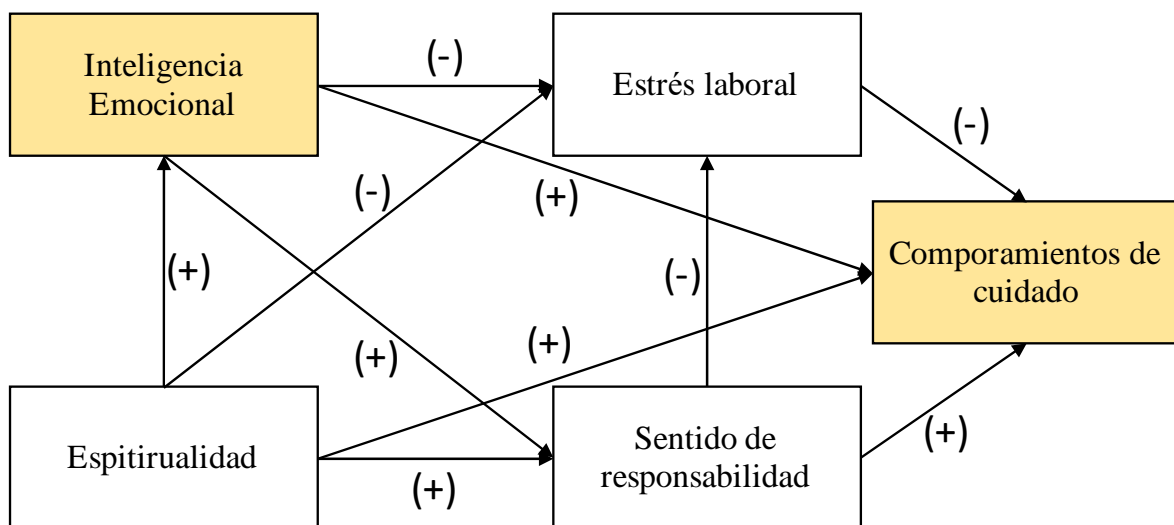 Inteligencia
Emocional
(-)
Estrés laboral
(-)
(-)
(+)
Comporamientos de
cuidado
(+)
(-)
(+)
(+)
Espitirualidad
(+)
Sentido de
responsabilidad
(+)